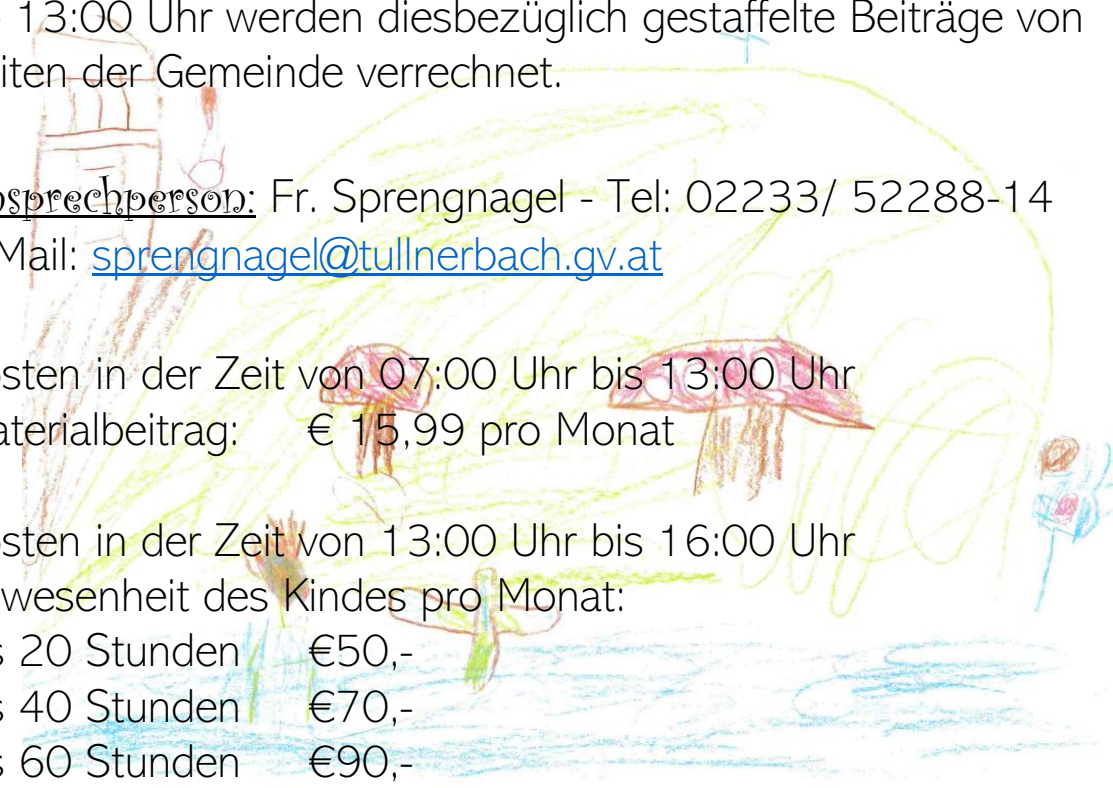 13:00 Uhr werden diesbezüglich gestaffelte Beiträge von
iten der Gemeinde verrechnet.
osprechperson: Fr. Sprengnagel - Tel: 02233/ 52288-14
Mail: sprengnagel@tullnerbach.gv.at
osten in der Zeit von 07:00 Uhr bis 13:00 Uhr
aterialbeitrag: € 15,99 pro Monat
osten in der Zeit von 13:00 Uhr bis 16:00 Uhr
wesenheit des Kindes pro Monat:
s 20 Stunden €50,-
s 40 Stunden €70,-
s 60 Stunden €90,-